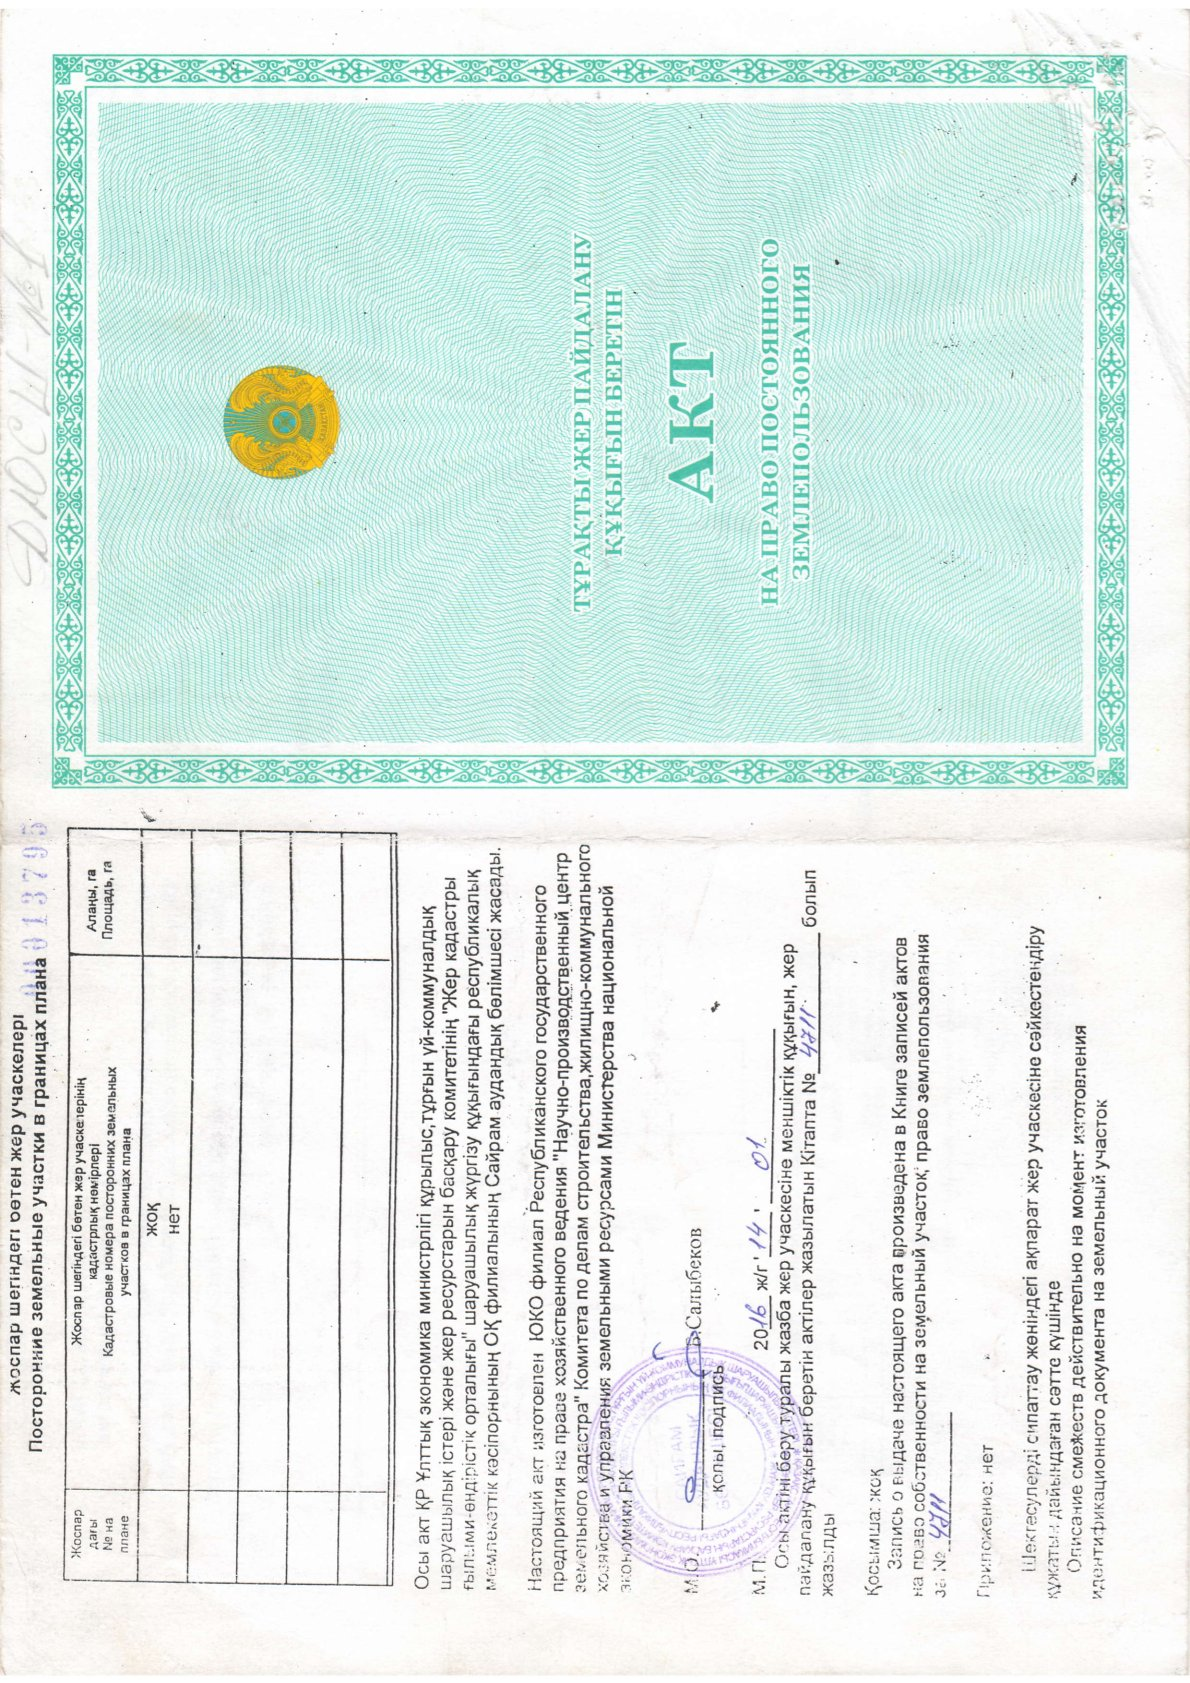 Жоспар шегіндегі бөтен жер учаскелері
Посторонние земельные участки в границах плана
0013795
Жоспар
дағы
№ на
плане
Жоспар шегіндегі бөтен жер учаскелерінің
кадастрлық нөмірлері
Кадастровые номера посторонних земельных
участков в границах плана
Алаңы, га
Площадь, га
жоқ
нет
Осы акт ҚР Ұлттық экономика министрлігі құрылыс,тұрғын үй-коммуналдық
шаруашылық істері және жер ресурстарын басқару комитетінің "Жер кадастры
ғылыми-өндірістік орталығы" шаруашылық жүргізу құқығындағы республикалық
мемлекеттік кәсіпорнының ОҚ филиалының Сайрам аудандық бөлімшесі жасады.
Настоящий акт изготовлен ЮКО филиал Республиканского государственного
предприятия на праве хозяйственного ведения "Научно-производственный центр
земельного кадастра" Комитета по делам строительства,жилищно-коммунального
хозяйства и управления земельными ресурсами Министерства национальной
экономики РК
М.О. Б.Салыбеков
қолы, подпись
М.П. 2016 ж/г " 14 " 01
Осы актіні беру туралы жазба жер учаскесіне меншіктік құқығын, жер
пайдалану құқығын беретін актілер жазылатын Кітапта № 4711 болып
жазылды
Қосымша: жоқ
Запись о выдаче настоящего акта произведена в Книге записей актов
на право собственности на земельный участок, право землепользования
за № 4711
Приложение: нет
Шектесулерді сипаттау жөніндегі ақпарат жер учаскесіне сәйкестендіру
құжатын дайындаған сәтте күшінде
Описание смежеств действительно на момент изготовления
идентификационного документа на земельный участок
ДЮСШ-№1
ТҰРАҚТЫ ЖЕР ПАЙДАЛАНУ
ҚҰҚЫҒЫН БЕРЕТІН
АКТ
НА ПРАВО ПОСТОЯННОГО
ЗЕМЛЕПОЛЬЗОВАНИЯ